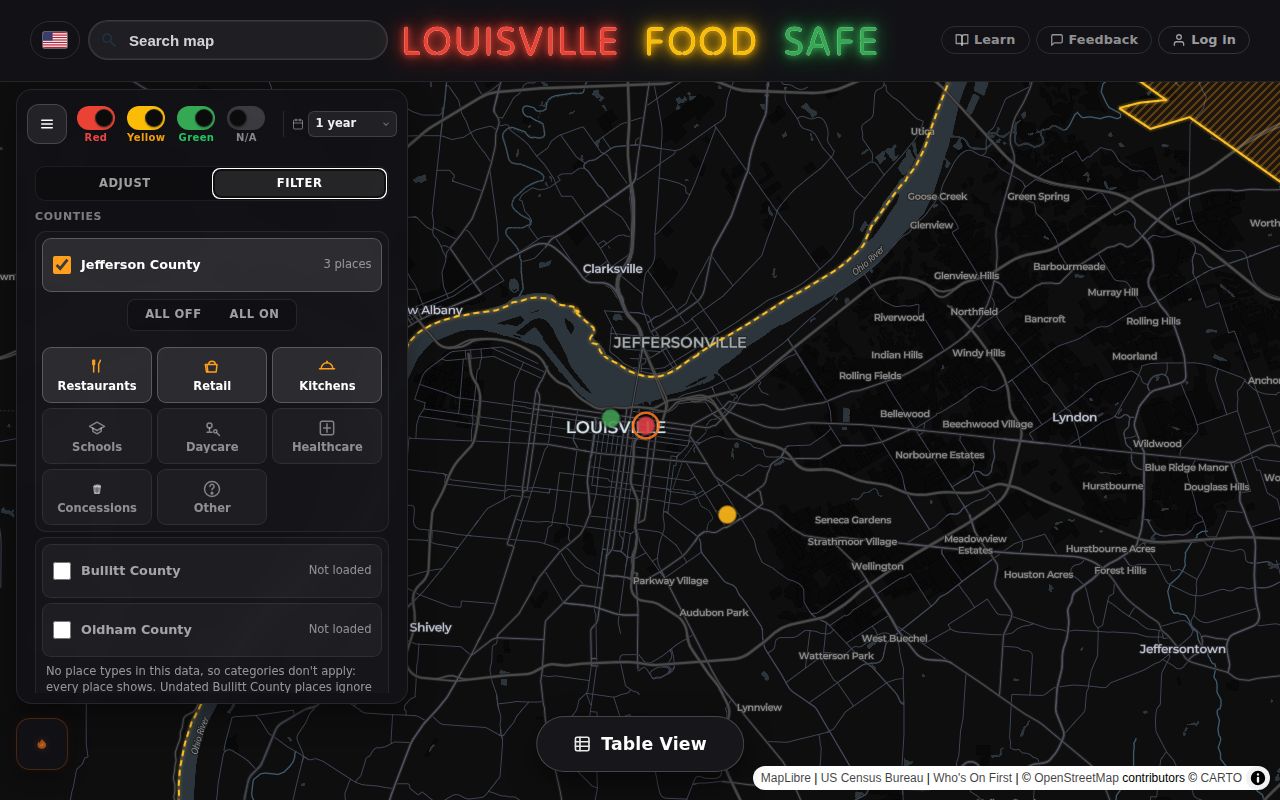 Search map
LOUISVILLE FOOD SAFE
Learn
Feedback
Log In
Red
Yellow
Green
N/A
1 year
ADJUST
FILTER
COUNTIES
Jefferson County
3 places
ALL OFF
ALL ON
Restaurants
Retail
Kitchens
Schools
Daycare
Healthcare
Concessions
Other
Bullitt County
Not loaded
Oldham County
Not loaded
No place types in this data, so categories don't apply:
every place shows. Undated Bullitt County places ignore
Utica
Goose Creek
Green Spring
Glenview
Worth
Ohio River
Clarksville
Glenview Hills
Barbourmeade
wn
Murray Hill
w Albany
Riverwood
Northfield
Bancroft
Rolling Hills
JEFFERSONVILLE
Indian Hills
Windy Hills
Moorland
Rolling Fields
Anchor
Bellewood
Beechwood Village
Lyndon
LOUISVILLE
Wildwood
Norbourne Estates
Blue Ridge Manor
Hurstbourne
Douglass Hills
Wo
Seneca Gardens
Strathmoor Village
Meadowview
Estates
Hurstbourne Acres
Wellington
Houston Acres
Forest Hills
Parkway Village
Audubon Park
Shively
West Buechel
Watterson Park
Jeffersontown
Lynnview
Ohio River
Table View
MapLibre | US Census Bureau | Who's On First | © OpenStreetMap contributors © CARTO